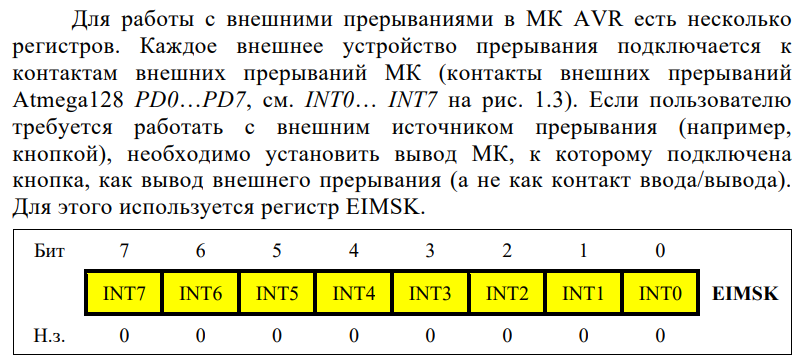 Для работы с внешними прерываниями в МК AVR есть несколько
регистров. Каждое внешнее устройство прерывания подключается к
контактам внешних прерываний МК (контакты внешних прерываний
Atmega128 PD0…PD7, см. INT0… INT7 на рис. 1.3). Если пользователю
требуется работать с внешним источником прерывания (например,
кнопкой), необходимо установить вывод МК, к которому подключена
кнопка, как вывод внешнего прерывания (а не как контакт ввода/вывода).
Для этого используется регистр EIMSK.
Бит 7 6 5 4 3 2 1 0
INT7 INT6 INT5 INT4 INT3 INT2 INT1 INT0 EIMSK
Н.з. 0 0 0 0 0 0 0 0